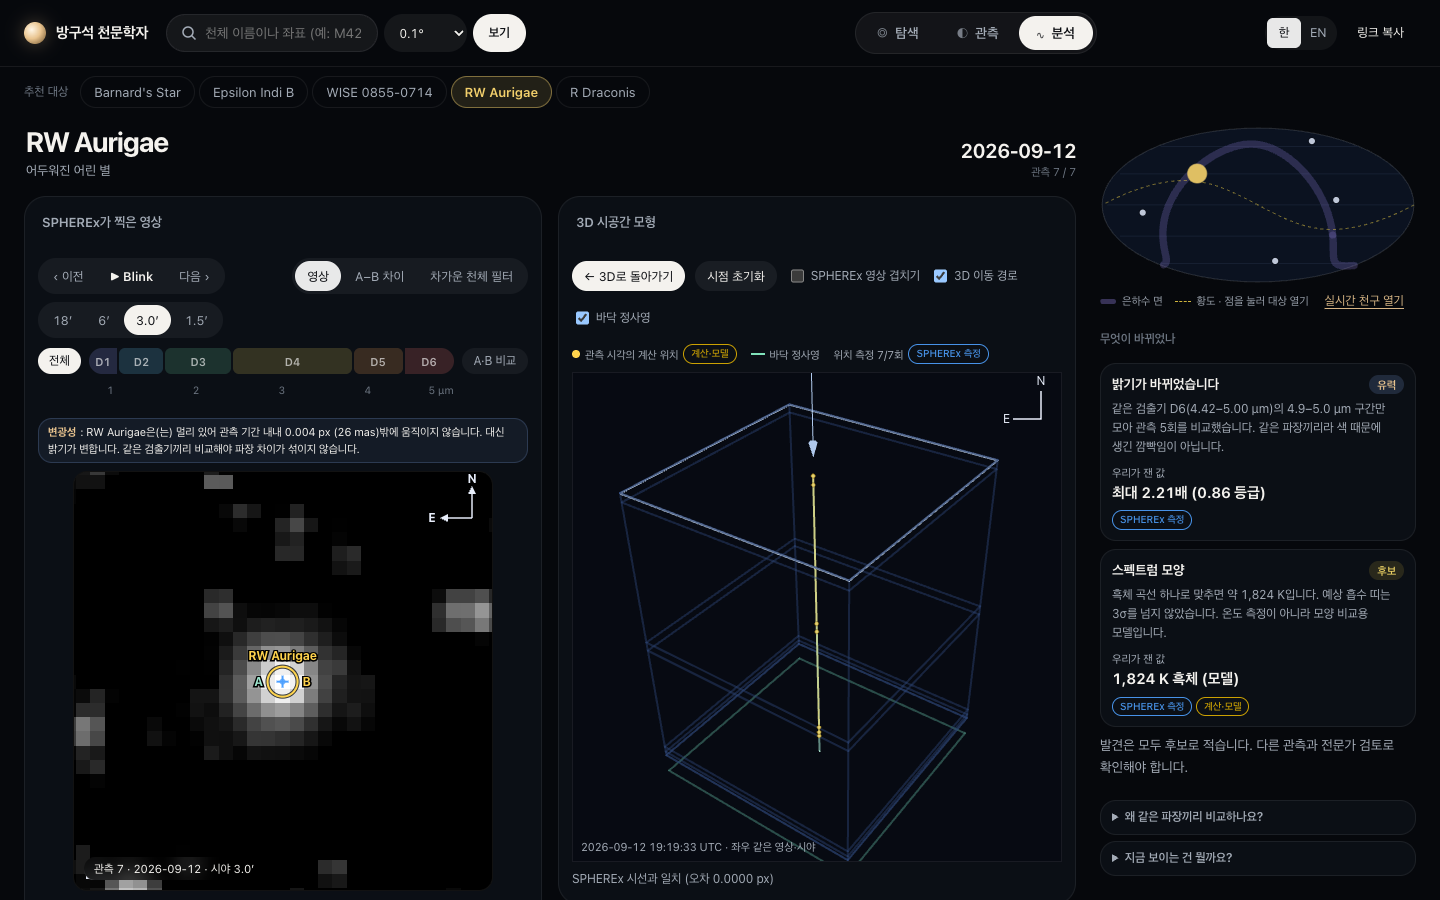 방구석 천문학자
천체 이름이나 좌표 (예: M42
0.1°
보기
탐색
관측
분석
한
EN
링크 복사
추천 대상
Barnard's Star
Epsilon Indi B
WISE 0855-0714
RW Aurigae
R Draconis
RW Aurigae
어두워진 어린 별
2026-09-12
관측 7 / 7
SPHEREx가 찍은 영상
‹ 이전
▶ Blink
다음 ›
영상
A−B 차이
차가운 천체 필터
18′
6′
3.0′
1.5′
전체
D1
D2
D3
D4
D5
D6
A·B 비교
1
2
3
4
5 μm
변광성 : RW Aurigae은(는) 멀리 있어 관측 기간 내내 0.004 px (26 mas)밖에 움직이지 않습니다. 대신
밝기가 변합니다. 같은 검출기끼리 비교해야 파장 차이가 섞이지 않습니다.
N
E
RW Aurigae
A
B
관측 7 · 2026-09-12 · 시야 3.0′
3D 시공간 모형
← 3D로 돌아가기
시점 초기화
SPHEREx 영상 겹치기
3D 이동 경로
바닥 정사영
관측 시각의 계산 위치
계산·모델
바닥 정사영
위치 측정 7/7회
SPHEREx 측정
N
E
2026-09-12 19:19:33 UTC · 좌우 같은 영상·시야
SPHEREx 시선과 일치 (오차 0.0000 px)
은하수 면
황도 · 점을 눌러 대상 열기
실시간 천구 열기
무엇이 바뀌었나
밝기가 바뀌었습니다
유력
같은 검출기 D6(4.42–5.00 μm)의 4.9–5.0 μm 구간만
모아 관측 5회를 비교했습니다. 같은 파장끼리라 색 때문에
생긴 깜빡임이 아닙니다.
우리가 잰 값
최대 2.21배 (0.86 등급)
SPHEREx 측정
스펙트럼 모양
후보
흑체 곡선 하나로 맞추면 약 1,824 K입니다. 예상 흡수 띠는
3σ를 넘지 않았습니다. 온도 측정이 아니라 모양 비교용
모델입니다.
우리가 잰 값
1,824 K 흑체 (모델)
SPHEREx 측정
계산·모델
발견은 모두 후보로 적습니다. 다른 관측과 전문가 검토로
확인해야 합니다.
▶ 왜 같은 파장끼리 비교하나요?
▶ 지금 보이는 건 뭘까요?